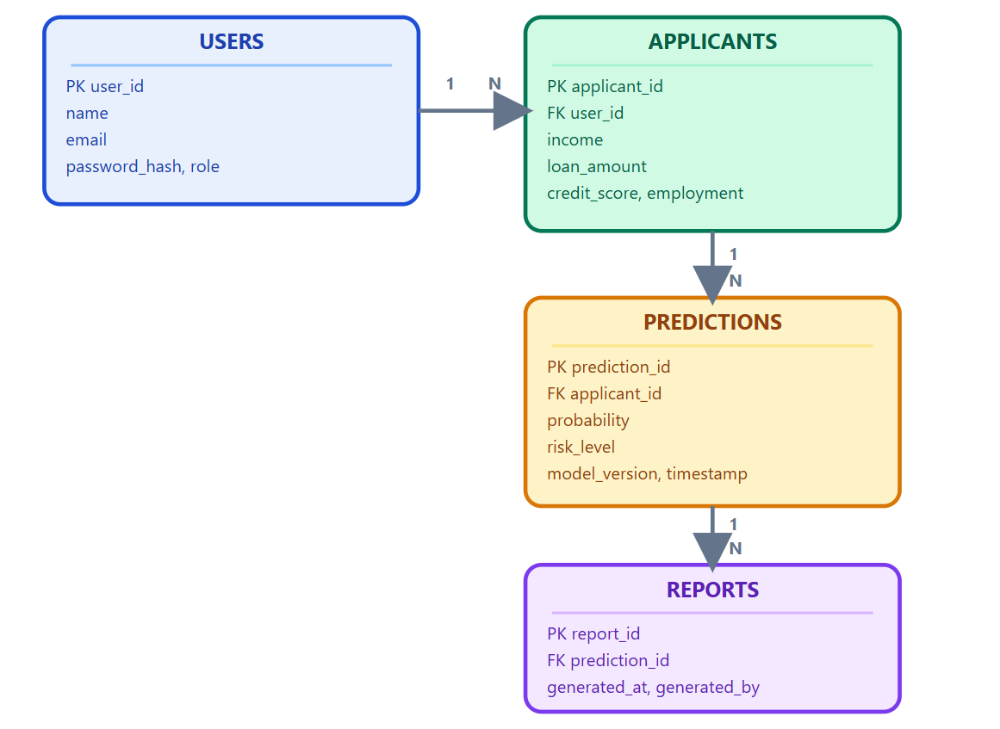 USERS
PK user_id
name
email
password_hash, role
1
N
APPLICANTS
PK applicant_id
FK user_id
income
loan_amount
credit_score, employment
1
N
PREDICTIONS
PK prediction_id
FK applicant_id
probability
risk_level
model_version, timestamp
1
N
REPORTS
PK report_id
FK prediction_id
generated_at, generated_by